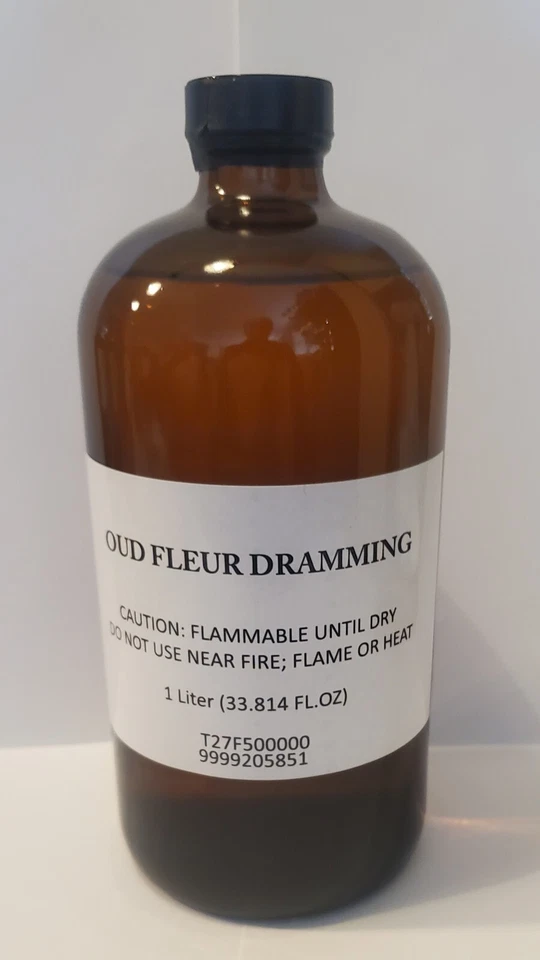 OUD FLEUR DRAMMING
CAUTION: FLAMMABLE UNTIL DRY
DO NOT USE NEAR FIRE; FLAME OR HEAT
1 Liter (33.814 FL.OZ)
T27F500000
9999205851